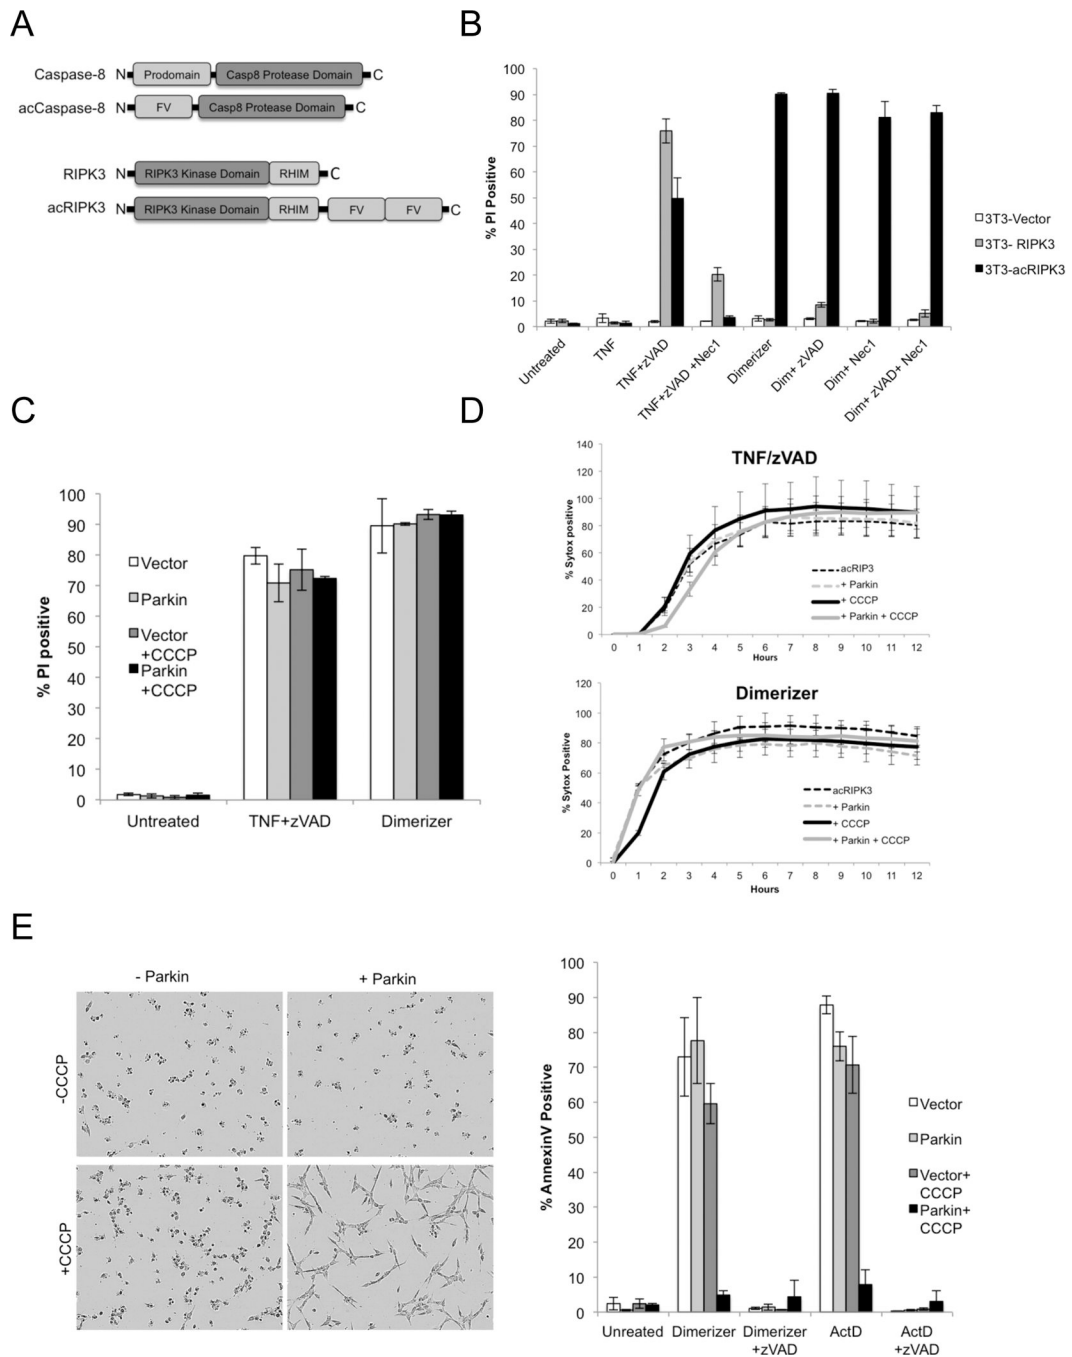 A
Caspase-8 N Prodomain Casp8 Protease Domain C
acCaspase-8 N FV Casp8 Protease Domain C
RIPK3 N RIPK3 Kinase Domain RHIM C
acRIPK3 N RIPK3 Kinase Domain RHIM FV FV C
B
% PI Positive
100
90
80
70
60
50
40
30
20
10
0
Untreated
TNF
TNF+zVAD
TNF+zVAD +Nec1
Dimerizer
Dim+ zVAD
Dim+ Nec1
Dim+ zVAD+ Nec1
3T3-Vector
3T3- RIPK3
3T3-acRIPK3
C
% PI positive
100
90
80
70
60
50
40
30
20
10
0
Vector
Parkin
Vector
+CCCP
Parkin
+CCCP
Untreated TNF+zVAD Dimerizer
D
TNF/zVAD
% Sytox positive
140
120
100
80
60
40
20
0
acRIP3
+ Parkin
+ CCCP
+ Parkin + CCCP
0 1 2 3 4 5 6 7 8 9 10 11 12
Hours
Dimerizer
% Sytox Positive
120
100
80
60
40
20
0
acRIPK3
+ Parkin
+ CCCP
+ Parkin + CCCP
0 1 2 3 4 5 6 7 8 9 10 11 12
Hours
E
- Parkin + Parkin
-CCCP
+CCCP
% AnnexinV Positive
100
90
80
70
60
50
40
30
20
10
0
Vector
Parkin
Vector+
CCCP
Parkin+
CCCP
Unreated Dimerizer Dimerizer ActD ActD
+zVAD +zVAD